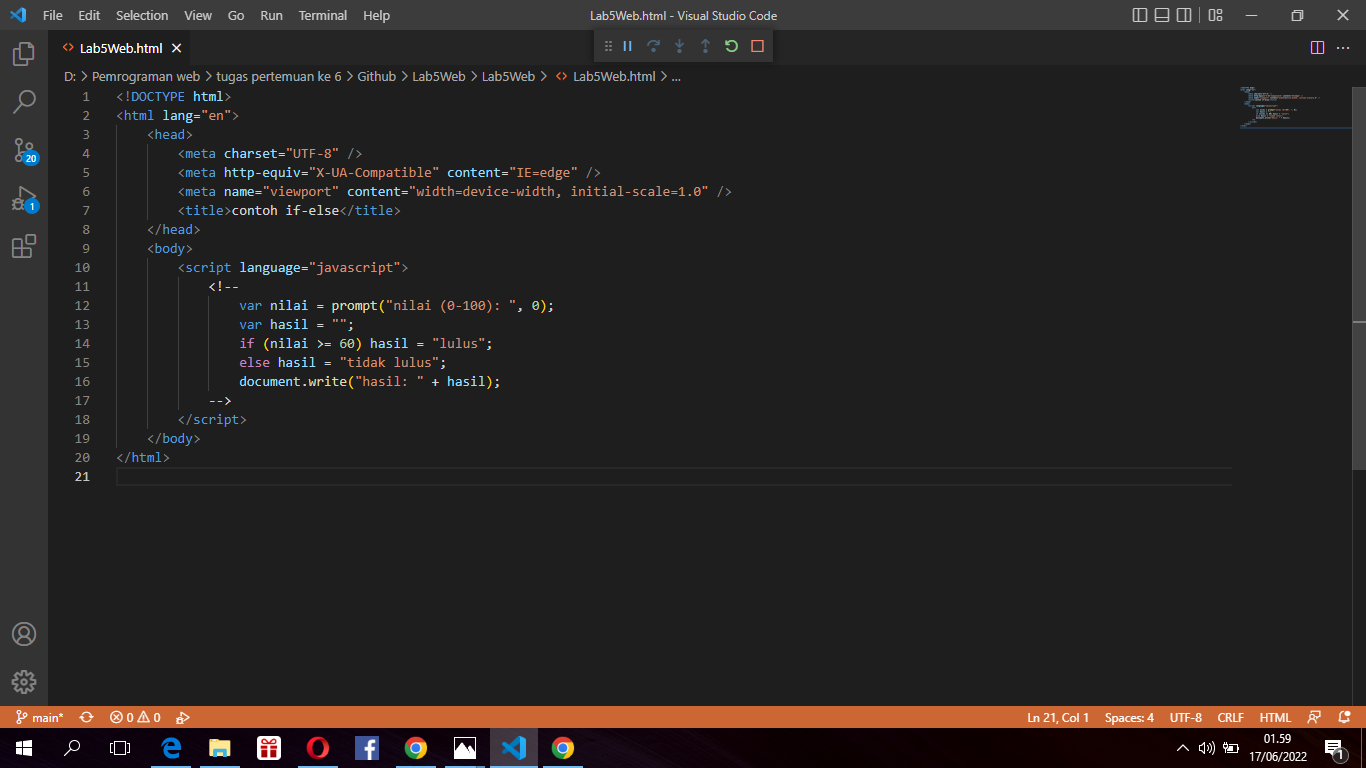 File Edit Selection View Go Run Terminal Help Lab5Web.html - Visual Studio Code
Lab5Web.html
D: > Pemrograman web > tugas pertemuan ke 6 > Github > Lab5Web > Lab5Web > Lab5Web.html > ...
1 <!DOCTYPE html>
2 <html lang="en">
3 <head>
4 <meta charset="UTF-8" />
5 <meta http-equiv="X-UA-Compatible" content="IE=edge" />
6 <meta name="viewport" content="width=device-width, initial-scale=1.0" />
7 <title>contoh if-else</title>
8 </head>
9 <body>
10 <script language="javascript">
11 <!--
12 var nilai = prompt("nilai (0-100): ", 0);
13 var hasil = "";
14 if (nilai >= 60) hasil = "lulus";
15 else hasil = "tidak lulus";
16 document.write("hasil: " + hasil);
17 -->
18 </script>
19 </body>
20 </html>
21
20
1
main* 0 0 Ln 21, Col 1 Spaces: 4 UTF-8 CRLF HTML
01.59
17/06/2022
1